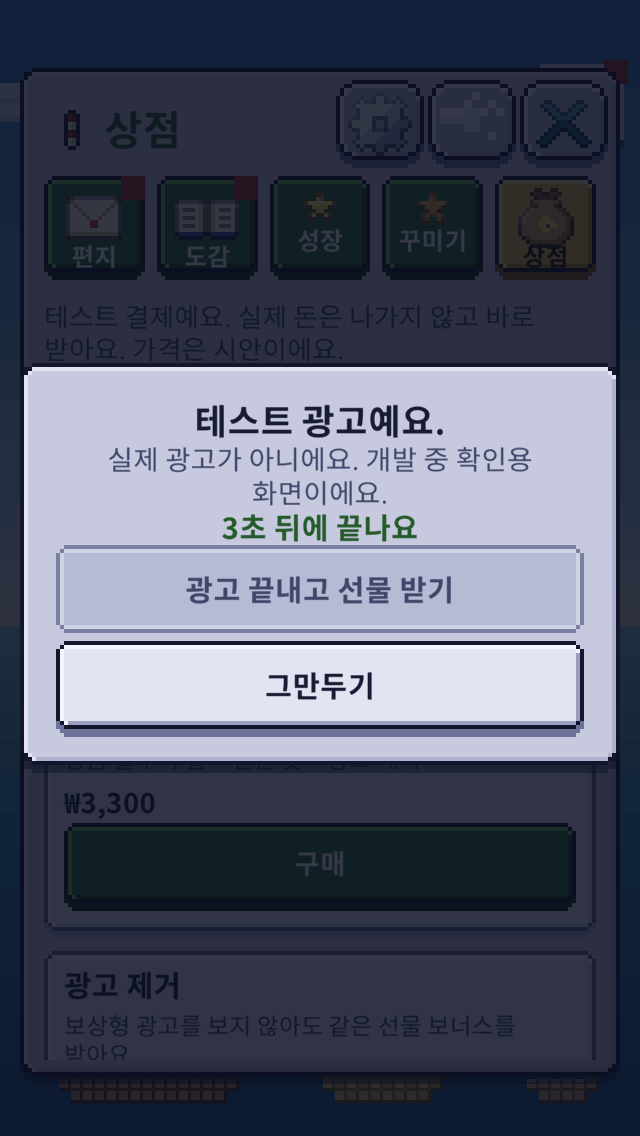 상점
편지
도감
성장
꾸미기
상점
테스트 결제예요. 실제 돈은 나가지 않고 바로
받아요. 가격은 시안이에요.
테스트 광고예요.
실제 광고가 아니에요. 개발 중 확인용
화면이에요.
3초 뒤에 끝나요
광고 끝내고 선물 받기
그만두기
₩3,300
구매
광고 제거
보상형 광고를 보지 않아도 같은 선물 보너스를
받아요